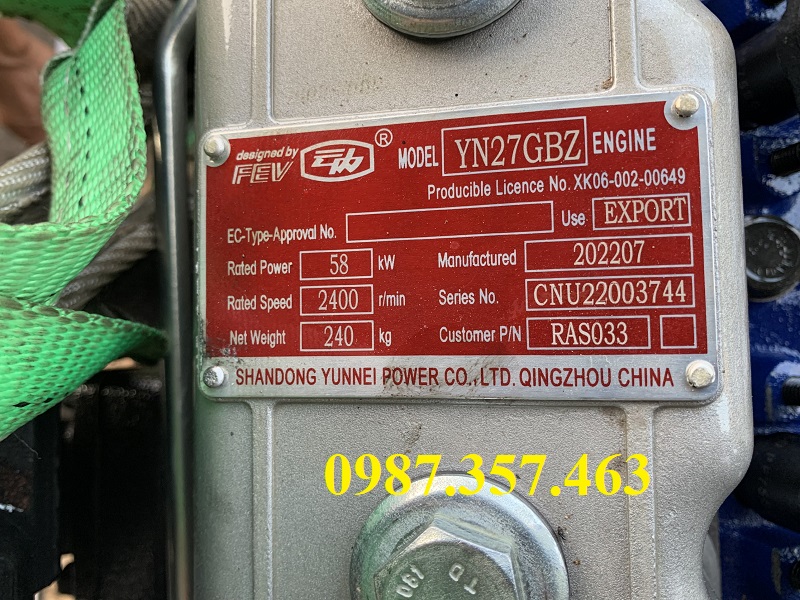 designed by
FEV
® MODEL YN27GBZ ENGINE
Producible Licence No. XK06-002-00649
EC-Type-Approval No. Use EXPORT
Rated Power 58 kW Manufactured 202207
Rated Speed 2400 r/min Series No. CNU22003744
Net Weight 240 kg Customer P/N RAS033
SHANDONG YUNNEI POWER CO., LTD. QINGZHOU CHINA
0987.357.463
TD
130